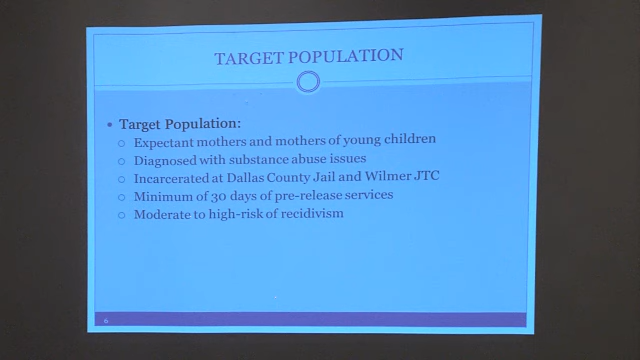 TARGET POPULATION
• Target Population:
○ Expectant mothers and mothers of young children
○ Diagnosed with substance abuse issues
○ Incarcerated at Dallas County Jail and Wilmer JTC
○ Minimum of 30 days of pre-release services
○ Moderate to high-risk of recidivism
6